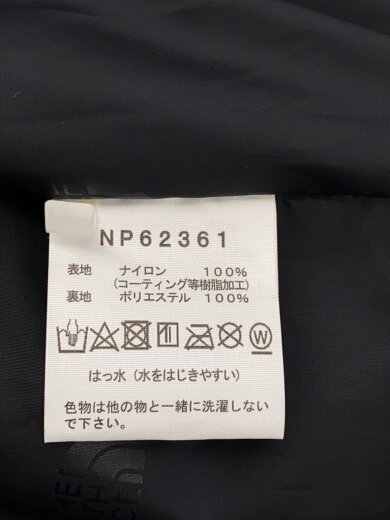 NP62361
表地 ナイロン 100%
(コーティング等樹脂加工)
裏地 ポリエステル 100%
W
はっ水 (水をはじきやすい)
色物は他の物と一緒に洗濯しない
で下さい。